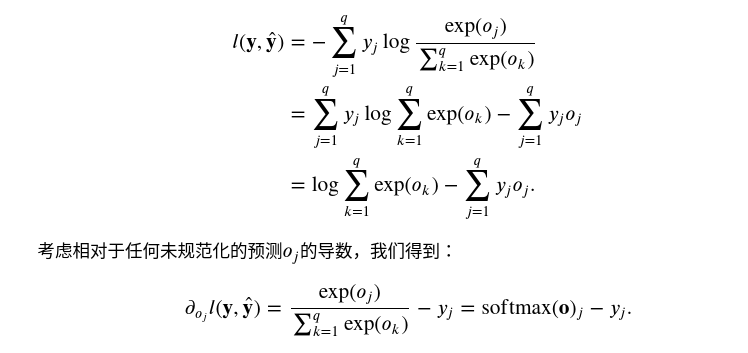 l(𝐲, 𝐲̂) = − ∑_{j=1}^{q} y_j log exp(o_j) / ∑_{k=1}^{q} exp(o_k)
= ∑_{j=1}^{q} y_j log ∑_{k=1}^{q} exp(o_k) − ∑_{j=1}^{q} y_j o_j
= log ∑_{k=1}^{q} exp(o_k) − ∑_{j=1}^{q} y_j o_j.
考虑相对于任何未规范化的预测o_j的导数，我们得到：
∂_{o_j} l(𝐲, 𝐲̂) = exp(o_j) / ∑_{k=1}^{q} exp(o_k) − y_j = softmax(𝐨)_j − y_j.